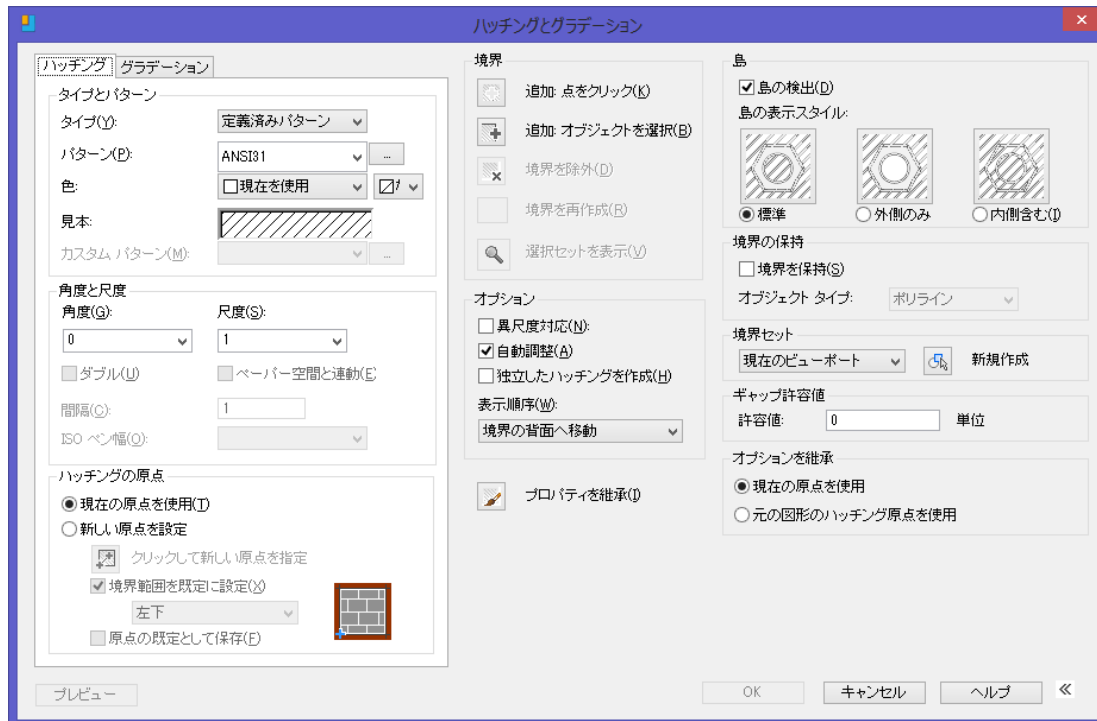 ハッチングとグラデーション
ハッチング グラデーション
タイプとパターン
タイプ(Y): 定義済みパターン
パターン(P): ANSI31 ...
色: 現在を使用
見本:
カスタム パターン(M): ...
角度と尺度
角度(G): 尺度(S):
0 1
ダブル(U) ペーパー空間と連動(E)
間隔(C): 1
ISO ペン幅(O):
ハッチングの原点
現在の原点を使用(T)
新しい原点を設定
クリックして新しい原点を指定
境界範囲を既定に設定(X)
左下
原点の既定として保存(F)
プレビュー
境界
追加: 点をクリック(K)
追加: オブジェクトを選択(B)
境界を除外(D)
境界を再作成(R)
選択セットを表示(V)
オプション
異尺度対応(N):
自動調整(A)
独立したハッチングを作成(H)
表示順序(W):
境界の背面へ移動
プロパティを継承(I)
島
島の検出(D)
島の表示スタイル:
標準 外側のみ 内側含む(I)
境界の保持
境界を保持(S)
オブジェクト タイプ: ポリライン
境界セット
現在のビューポート 新規作成
ギャップ許容値
許容値: 0 単位
オプションを継承
現在の原点を使用
元の図形のハッチング原点を使用
OK キャンセル ヘルプ